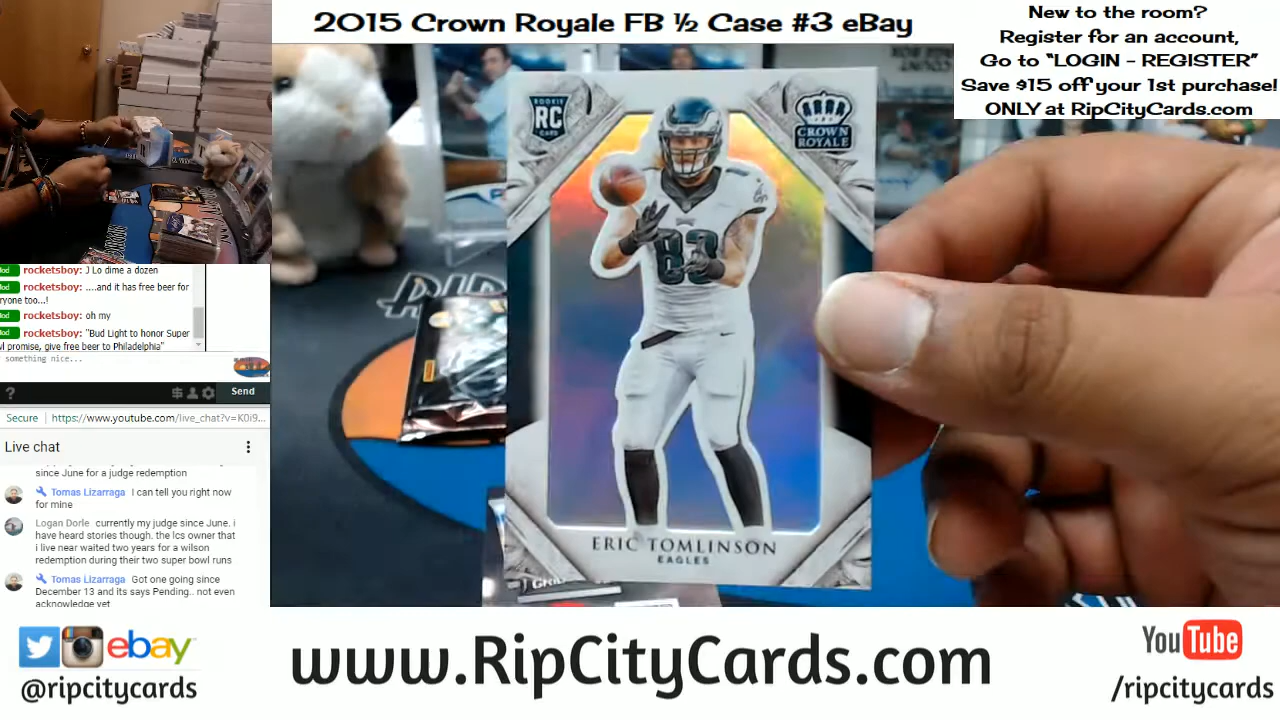 2015 Crown Royale FB ½ Case #3 eBay
New to the room?
Register for an account,
Go to “LOGIN - REGISTER”
Save $15 off your 1st purchase!
ONLY at RipCityCards.com
ROOKIE
RC
CARD
CROWN
ROYALE
83
ERIC TOMLINSON
EAGLES
rocketsboy: J Lo dime a dozen
rocketsboy: ....and it has free beer for
ryone too...!
rocketsboy: oh my
rocketsboy: "Bud Light to honor Super
l promise, give free beer to Philadelphia"
something nice...
?
Send
Secure
https://www.youtube.com/live_chat?v=K0i9...
Live chat
since June for a judge redemption
Tomas Lizarraga I can tell you right now
for mine
Logan Dorle currently my judge since June. i
have heard stories though. the lcs owner that
i live near waited two years for a wilson
redemption during their two super bowl runs
Tomas Lizarraga Got one going since
December 13 and its says Pending.. not even
acknowledge yet
ebay
@ripcitycards
www.RipCityCards.com
YouTube
/ripcitycards